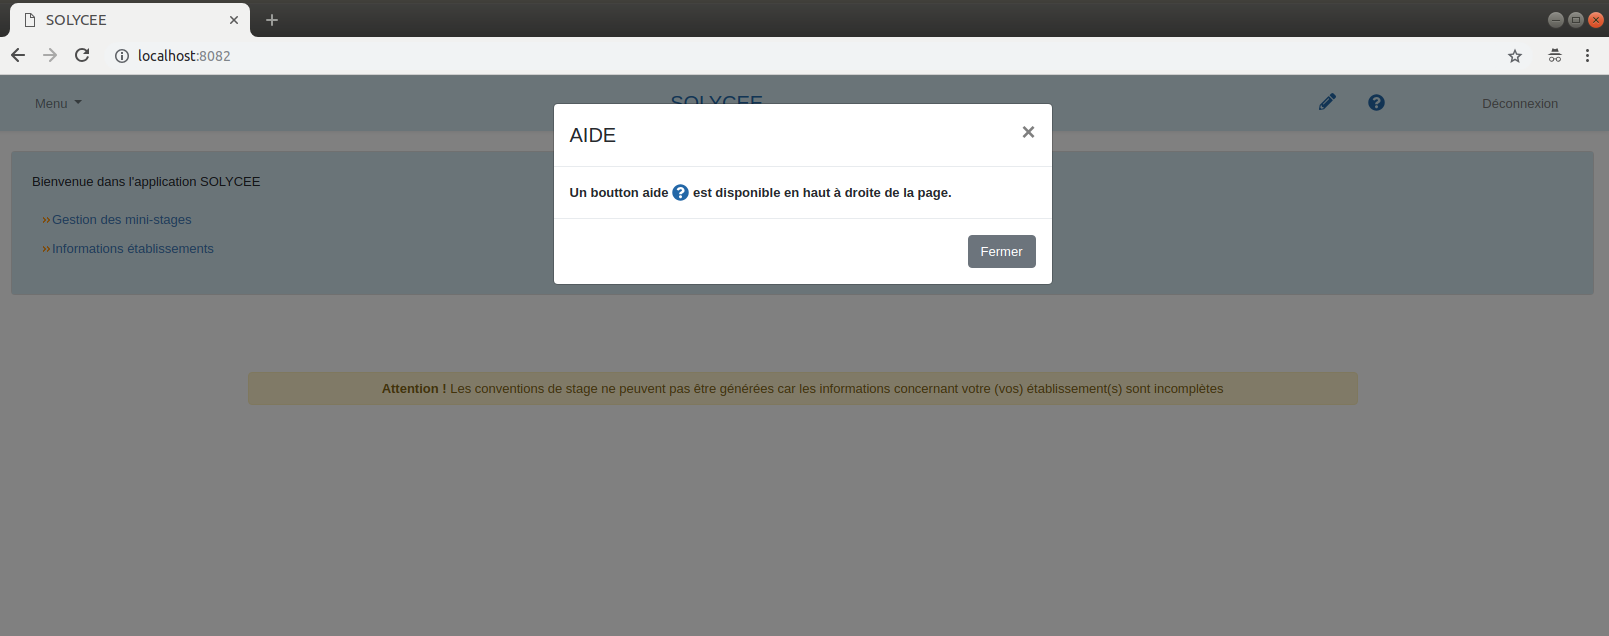 SOLYCEE
localhost:8082
Menu
SOLYCEE
Déconnexion
AIDE
Un boutton aide ? est disponible en haut à droite de la page.
Fermer
Bienvenue dans l'application SOLYCEE
Gestion des mini-stages
Informations établissements
Attention ! Les conventions de stage ne peuvent pas être générées car les informations concernant votre (vos) établissement(s) sont incomplètes